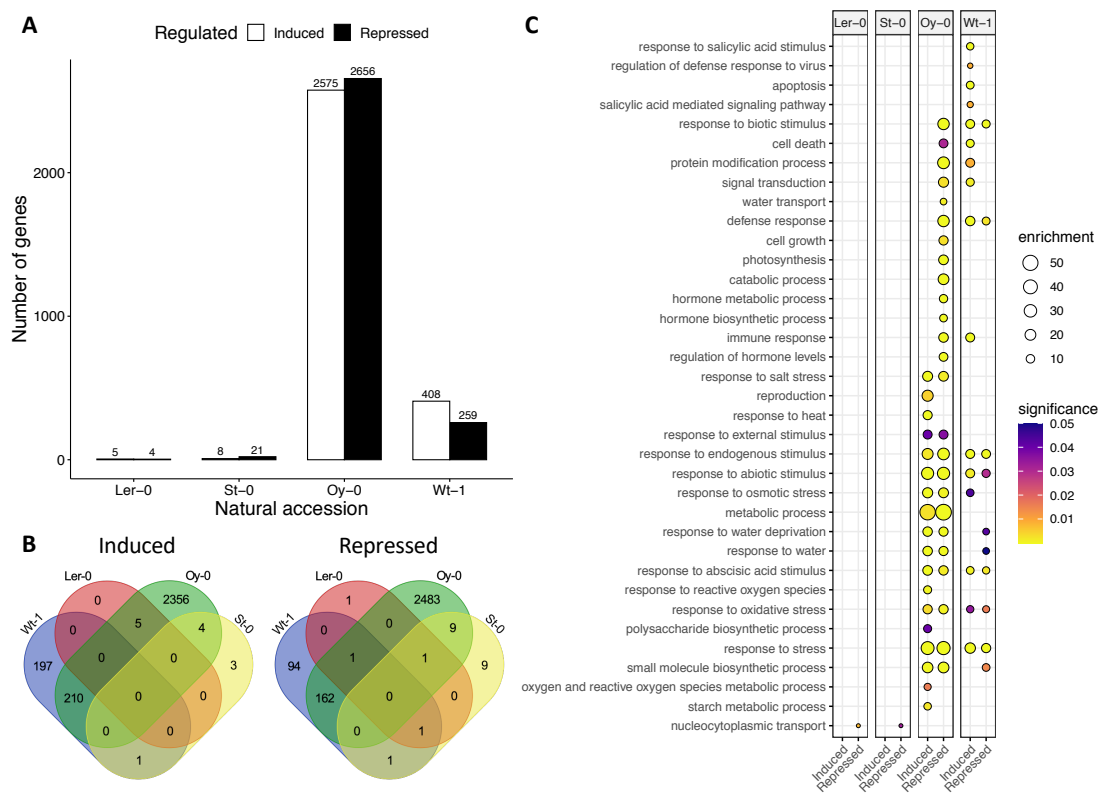 A
Regulated Induced Repressed
Number of genes
2000
1000
0
5 4
8 21
2575 2656
408 259
Ler−0 St−0 Oy−0 Wt−1
Natural accession
B
Induced
Wt-1 Ler-0 Oy-0 St-0
0 2356
0 5 4
197 0 0 3
210 0 0
0 0
1
Repressed
Wt-1 Ler-0 Oy-0 St-0
1 2483
0 0 9
94 1 1 9
162 0 0
0 1
1
C
Ler−0 St−0 Oy−0 Wt−1
response to salicylic acid stimulus
regulation of defense response to virus
apoptosis
salicylic acid mediated signaling pathway
response to biotic stimulus
cell death
protein modification process
signal transduction
water transport
defense response
cell growth
photosynthesis
catabolic process
hormone metabolic process
hormone biosynthetic process
immune response
regulation of hormone levels
response to salt stress
reproduction
response to heat
response to external stimulus
response to endogenous stimulus
response to abiotic stimulus
response to osmotic stress
metabolic process
response to water deprivation
response to water
response to abscisic acid stimulus
response to reactive oxygen species
response to oxidative stress
polysaccharide biosynthetic process
response to stress
small molecule biosynthetic process
oxygen and reactive oxygen species metabolic process
starch metabolic process
nucleocytoplasmic transport
Induced Repressed Induced Repressed Induced Repressed Induced Repressed
enrichment
50
40
30
20
10
significance
0.05
0.04
0.03
0.02
0.01